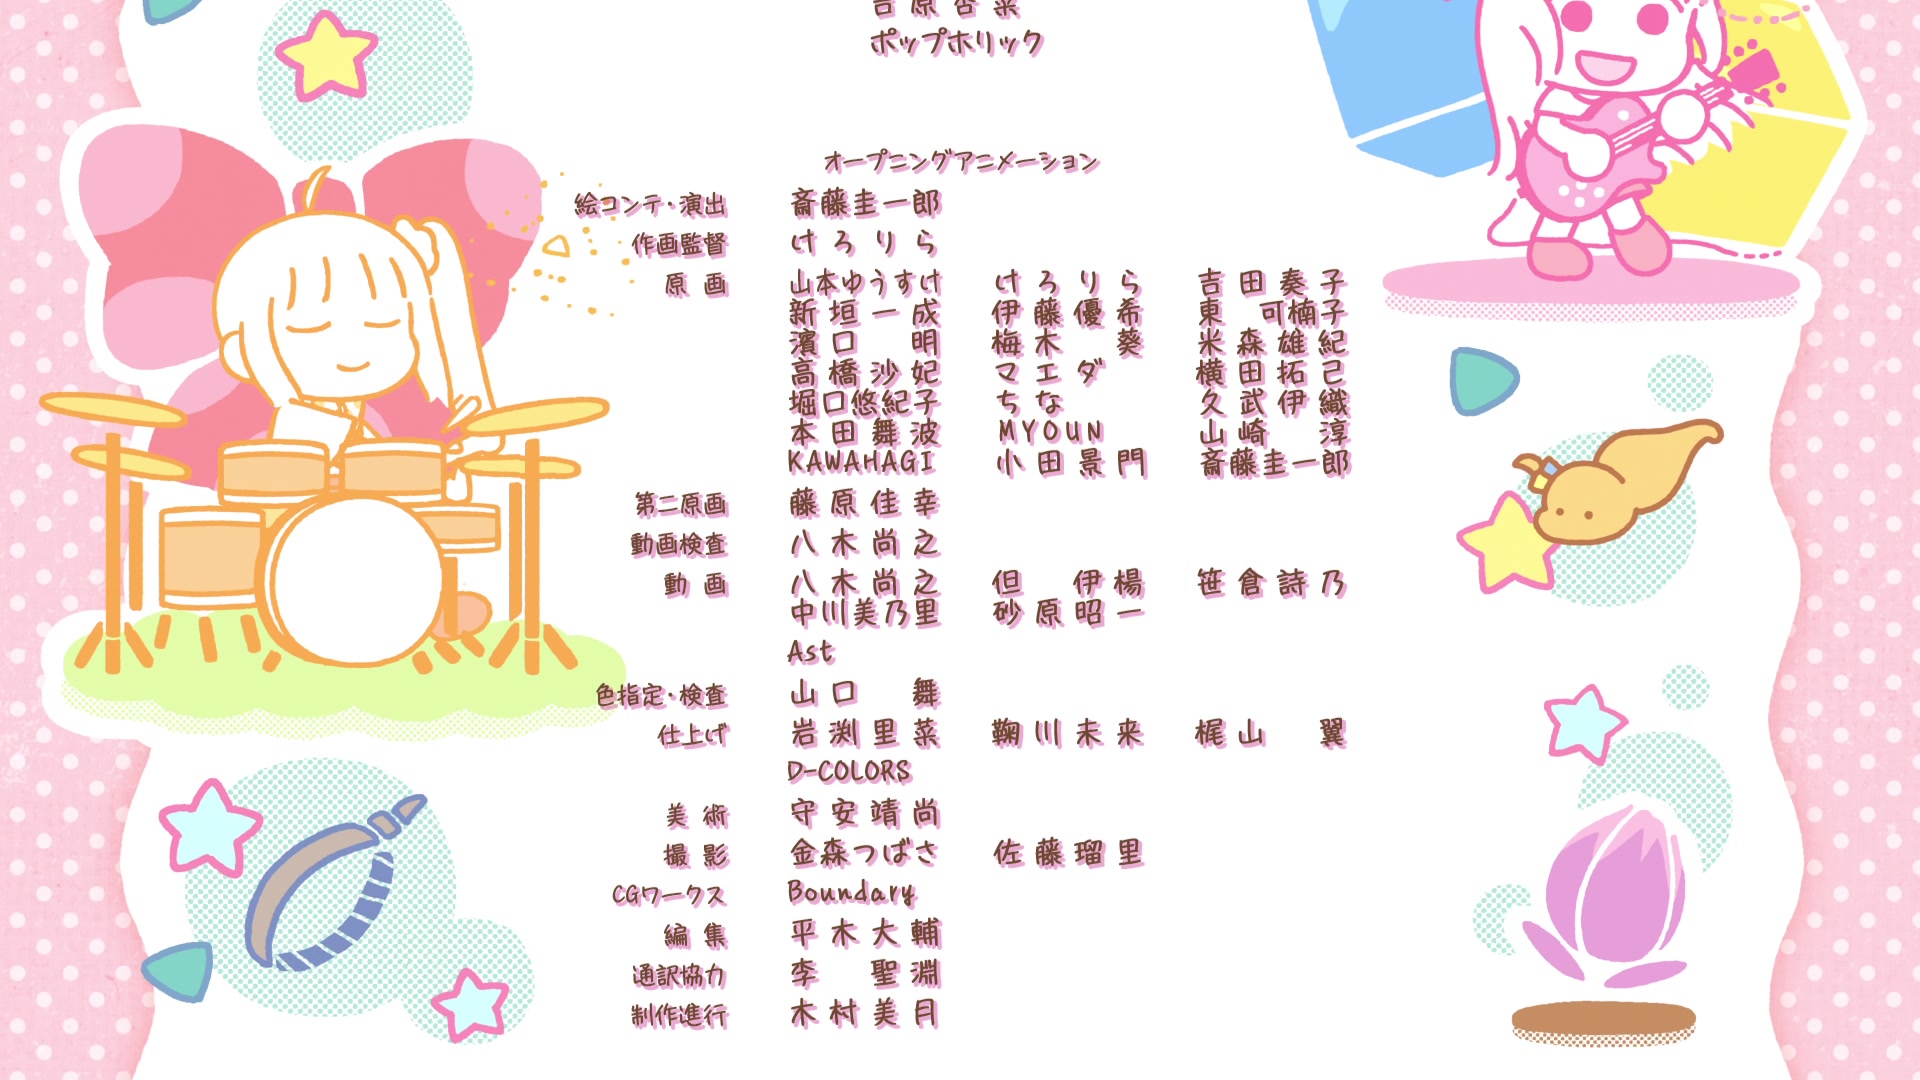 吉原杏菜
ポップホリック
オープニングアニメーション
絵コンテ・演出 斎藤圭一郎
作画監督 けろりら
原画 山本ゆうすけ けろりら 吉田奏子
新垣一成 伊藤優希 東 可楠子
濱口 明 梅木 葵 米森雄紀
高橋沙妃 マエダ 横田拓己
堀口悠紀子 ちな 久武伊織
本田舞波 MYOUN 山崎 淳
KAWAHAGI 小田景門 斎藤圭一郎
第二原画 藤原佳幸
動画検査 八木尚之
動画 八木尚之 但 伊楊 笹倉詩乃
中川美乃里 砂原昭一
Ast
色指定・検査 山口 舞
仕上げ 岩渕里菜 鞠川未来 梶山 翼
D-COLORS
美術 守安靖尚
撮影 金森つばさ 佐藤瑠里
CGワークス Boundary
編集 平木大輔
通訳協力 李 聖淵
制作進行 木村美月